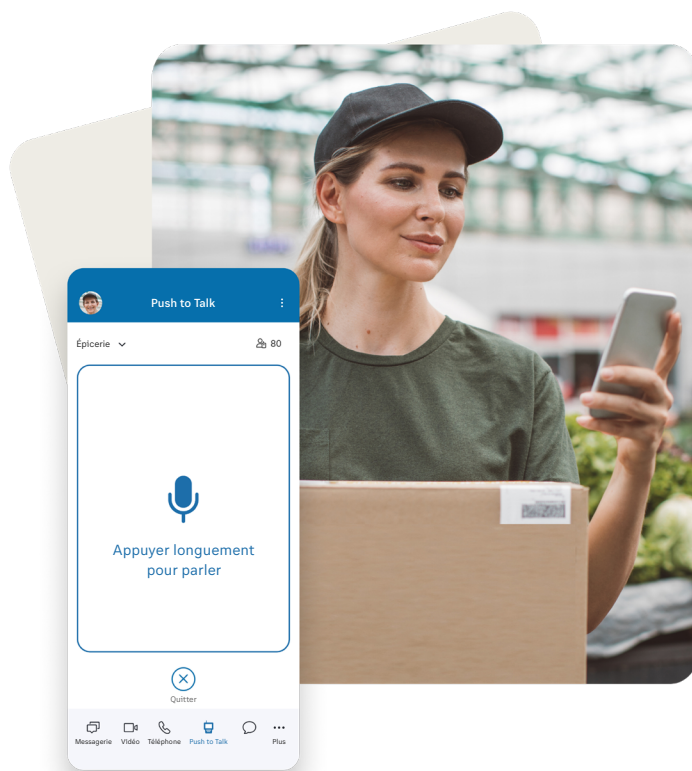 Push to Talk
Épicerie
80
Appuyer longuement
pour parler
Quitter
Messagerie
Vidéo
Téléphone
Push to Talk
Plus